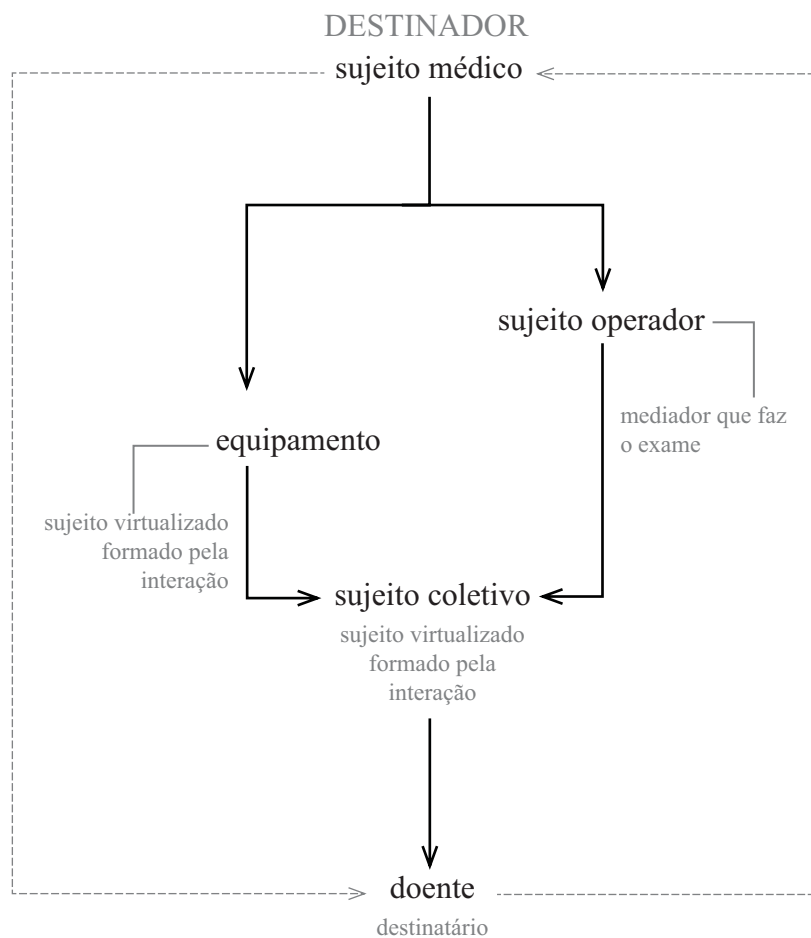 DESTINADOR
sujeito médico
sujeito operador
mediador que faz
o exame
equipamento
sujeito virtualizado
formado pela
interação
sujeito coletivo
sujeito virtualizado
formado pela
interação
doente
destinatário